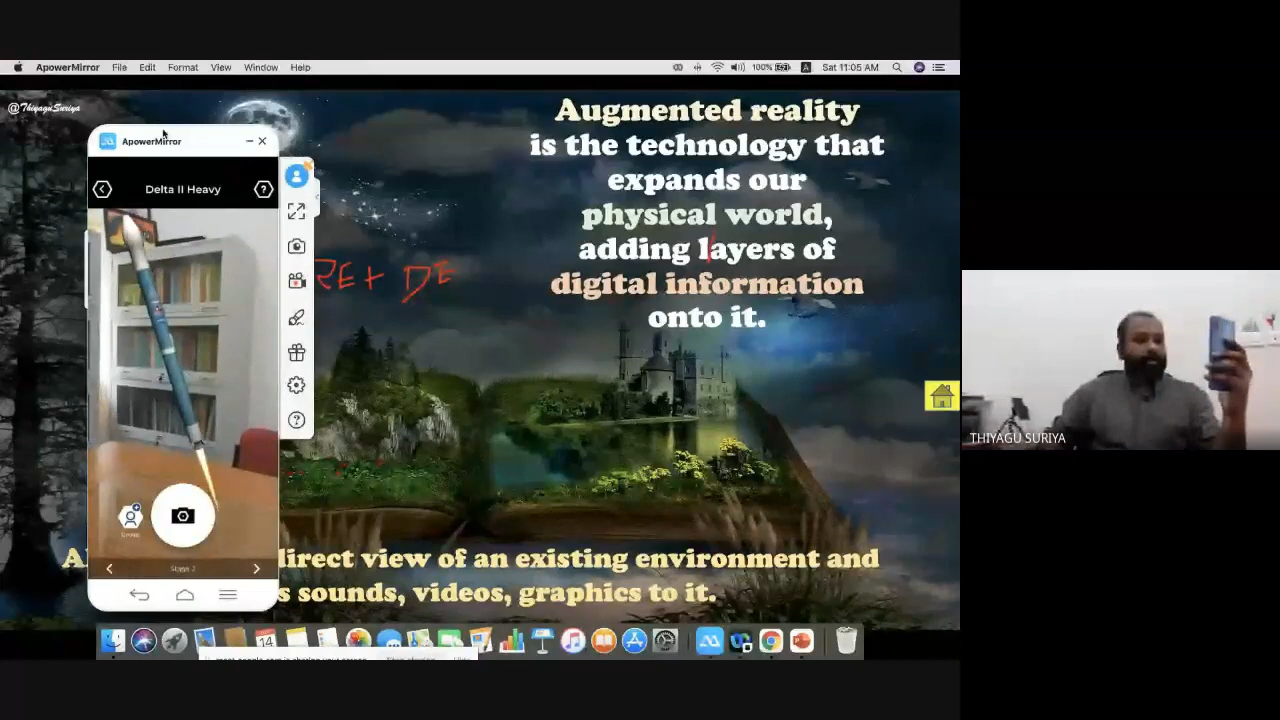 ApowerMirror File Edit Format View Window Help
100% Sat 11:05 AM
@ThiyaguSuriya
ApowerMirror
Delta II Heavy
Augmented reality
is the technology that
expands our
physical world,
adding layers of
digital information
onto it.
RE+ DE
THIYAGU SURIYA
direct view of an existing environment and
s sounds, videos, graphics to it.
14